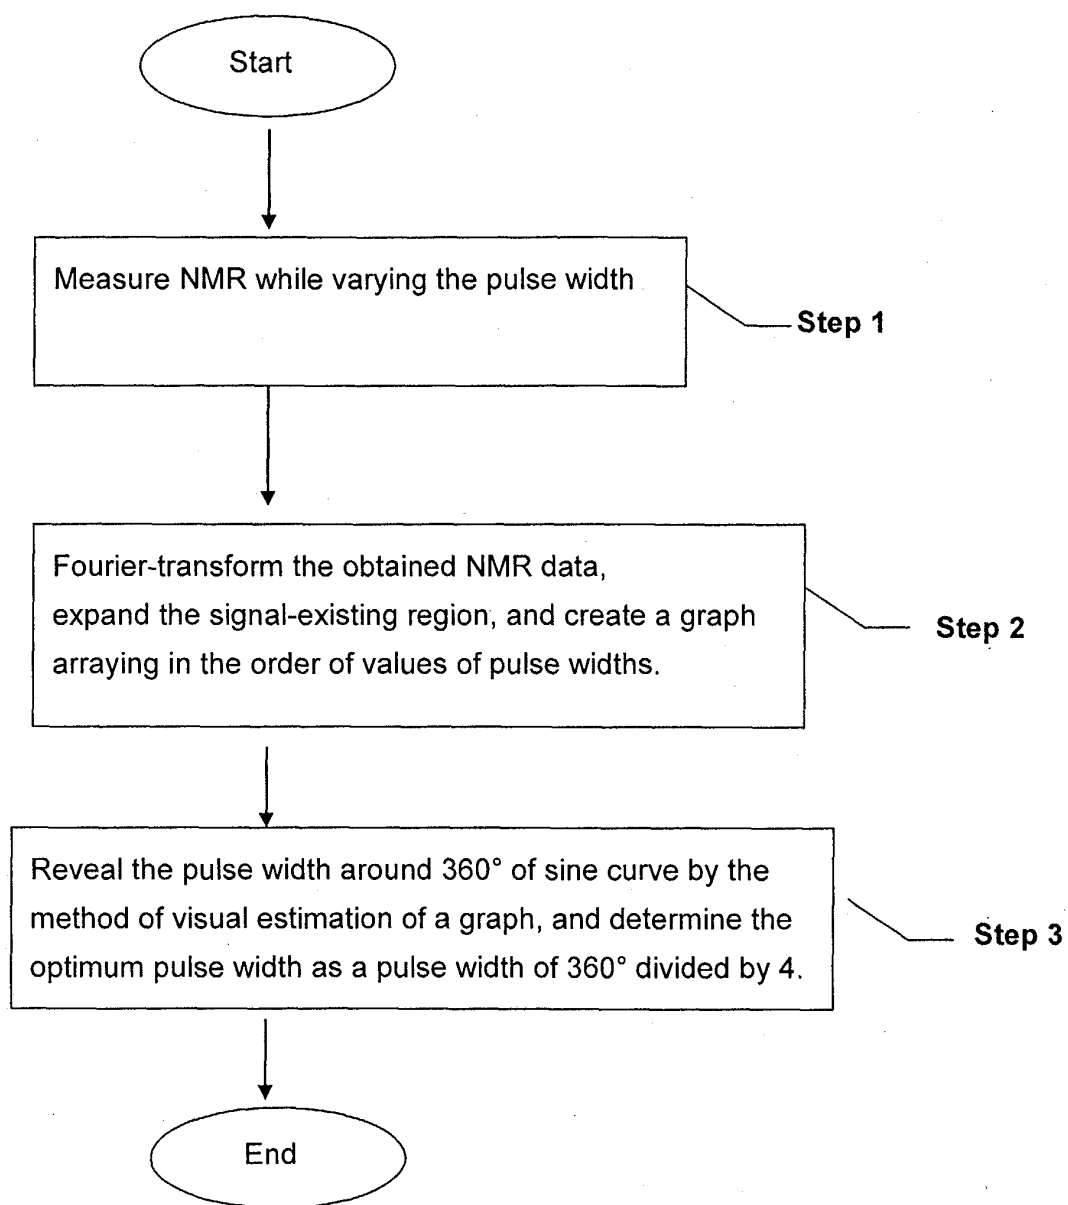 Start
Measure NMR while varying the pulse width
Step 1
Fourier-transform the obtained NMR data,
expand the signal-existing region, and create a graph
arraying in the order of values of pulse widths.
Step 2
Reveal the pulse width around 360° of sine curve by the
method of visual estimation of a graph, and determine the
optimum pulse width as a pulse width of 360° divided by 4.
Step 3
End